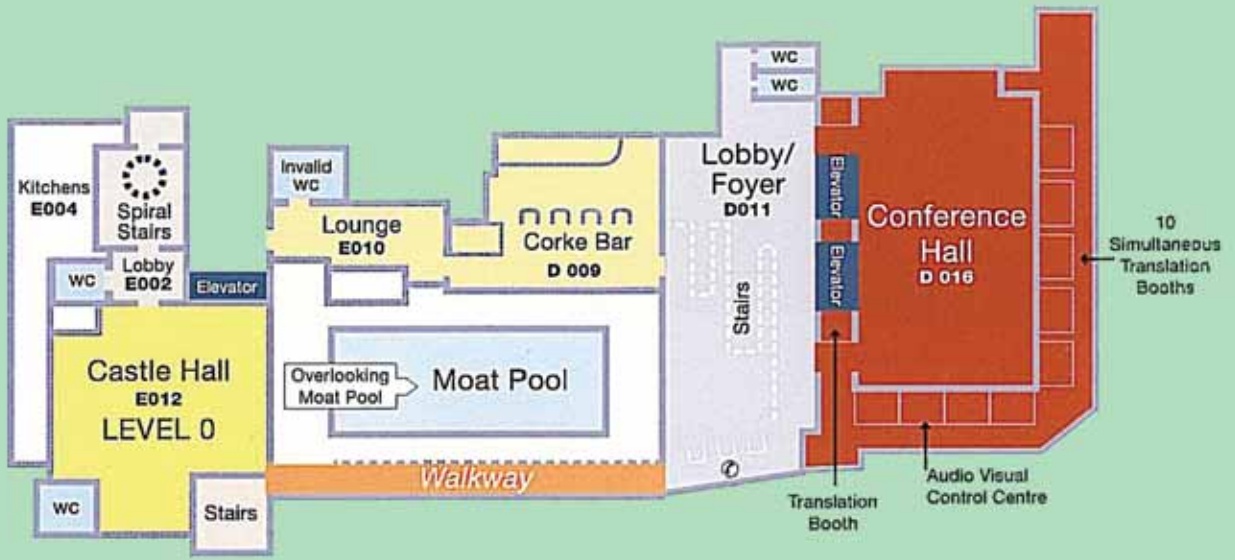 WC
WC
Kitchens
E004
Spiral
Stairs
Invalid
WC
Lounge
E010
Corke Bar
D 009
Lobby/
Foyer
D011
Elevator
Elevator
Conference
Hall
D 016
10
Simultaneous
Translation
Booths
WC
Lobby
E002
Elevator
Stairs
Castle Hall
E012
LEVEL 0
Overlooking
Moat Pool
Moat Pool
Walkway
WC
Stairs
Translation
Booth
Audio Visual
Control Centre